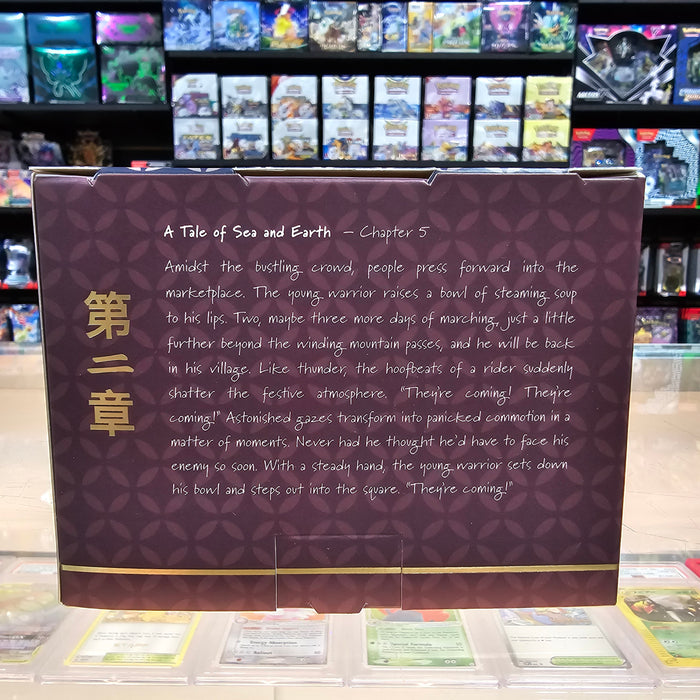 A Tale of Sea and Earth – Chapter 5
Amidst the bustling crowd, people press forward into the
marketplace. The young warrior raises a bowl of steaming soup
to his lips. Two, maybe three more days of marching, just a little
further beyond the winding mountain passes, and he will be back
in his village. Like thunder, the hoofbeats of a rider suddenly
shatter the festive atmosphere. "They're coming! They're
coming!" Astonished gazes transform into panicked commotion in a
matter of moments. Never had he thought he'd have to face his
enemy so soon. With a steady hand, the young warrior sets down
his bowl and steps out into the square. "They're coming!"
第二章
Energy Absorption
Special Formula